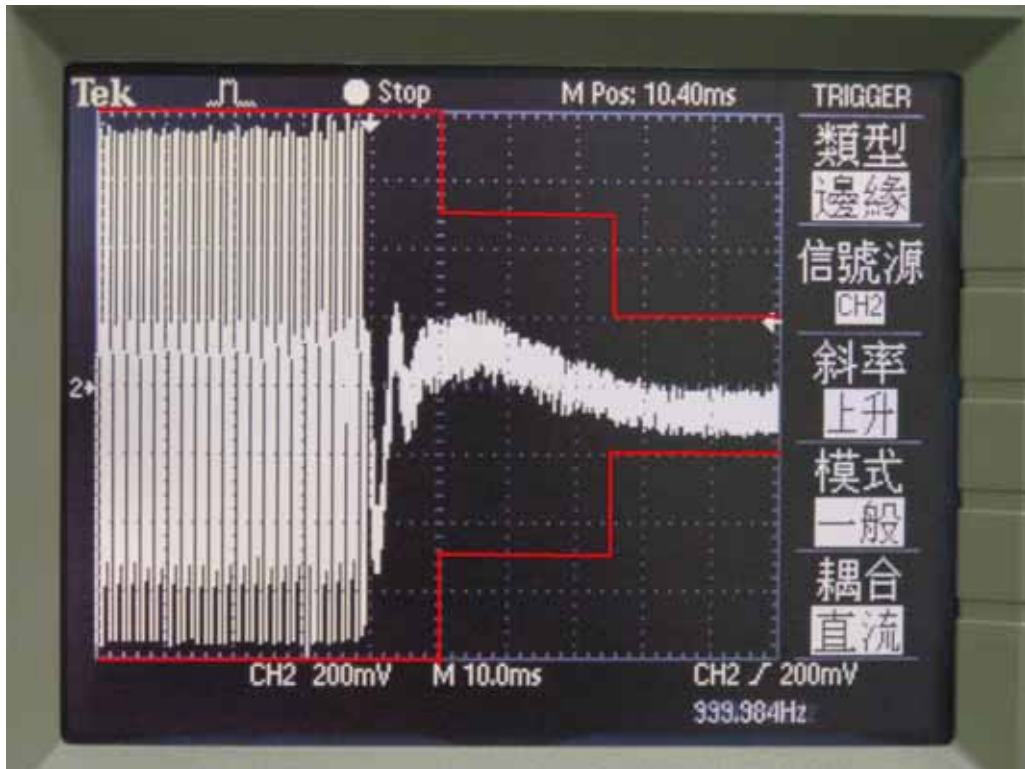 Tek Stop M Pos: 10.40ms TRIGGER
類型
邊緣
信號源
CH2
斜率
上升
模式
一般
耦合
直流
2
CH2 200mV M 10.0ms CH2 200mV
999.984Hz